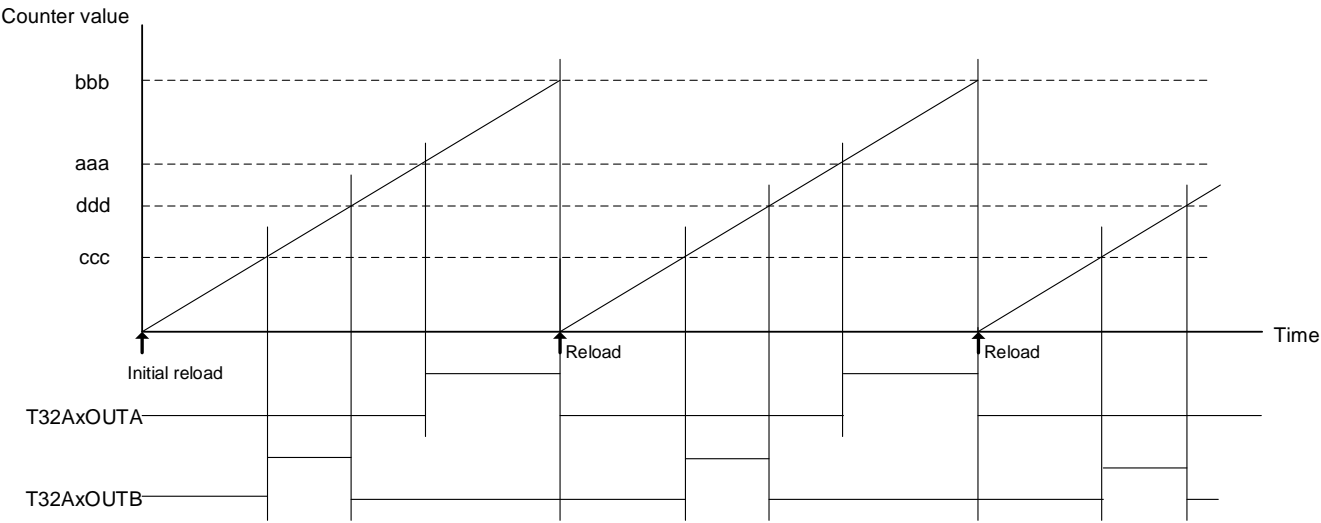 Counter value
bbb
aaa
ddd
ccc
Time
Reload
Reload
Initial reload
T32AxOUTA
T32AxOUTB